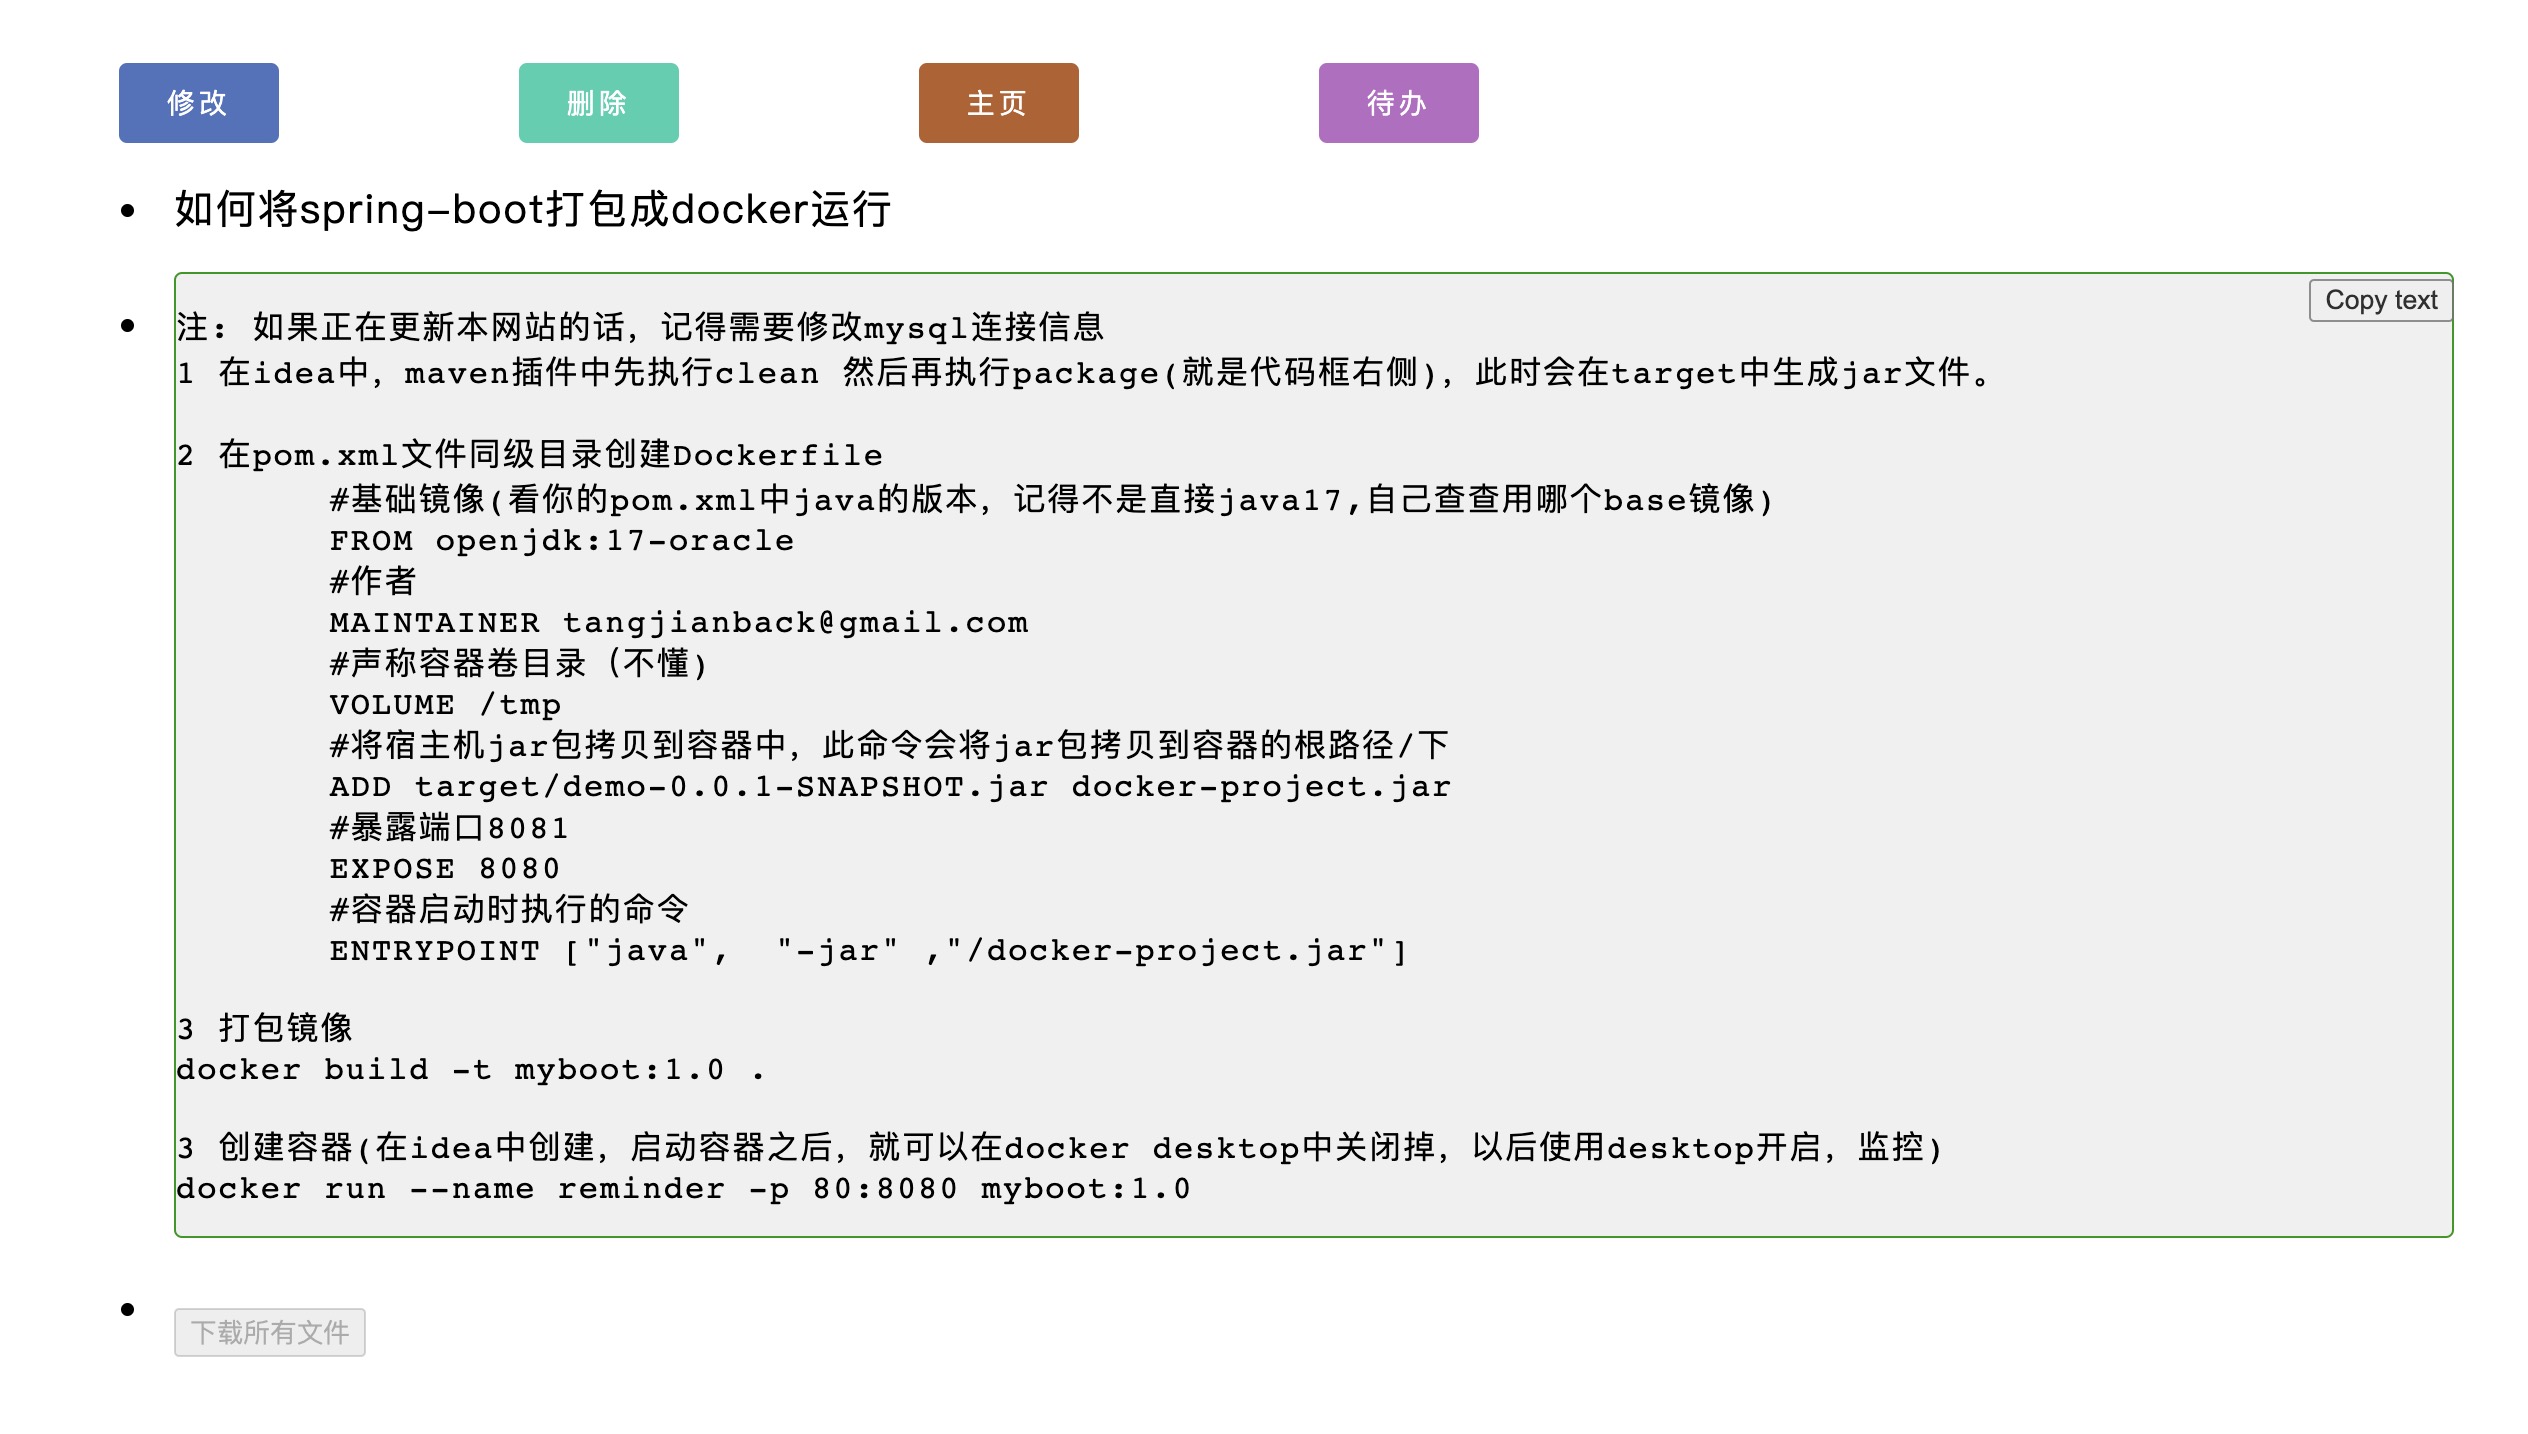 修改
删除
主页
待办
如何将spring-boot打包成docker运行
Copy text
注: 如果正在更新本网站的话，记得需要修改mysql连接信息
1 在idea中，maven插件中先执行clean 然后再执行package(就是代码框右侧)，此时会在target中生成jar文件。
2 在pom.xml文件同级目录创建Dockerfile
#基础镜像(看你的pom.xml中java的版本，记得不是直接java17,自己查查用哪个base镜像)
FROM openjdk:17-oracle
#作者
MAINTAINER tangjianback@gmail.com
#声称容器卷目录（不懂)
VOLUME /tmp
#将宿主机jar包拷贝到容器中，此命令会将jar包拷贝到容器的根路径/下
ADD target/demo-0.0.1-SNAPSHOT.jar docker-project.jar
#暴露端口8081
EXPOSE 8080
#容器启动时执行的命令
ENTRYPOINT ["java",  "-jar" ,"/docker-project.jar"]
3 打包镜像
docker build -t myboot:1.0 .
3 创建容器(在idea中创建，启动容器之后，就可以在docker desktop中关闭掉，以后使用desktop开启，监控)
docker run --name reminder -p 80:8080 myboot:1.0
下载所有文件